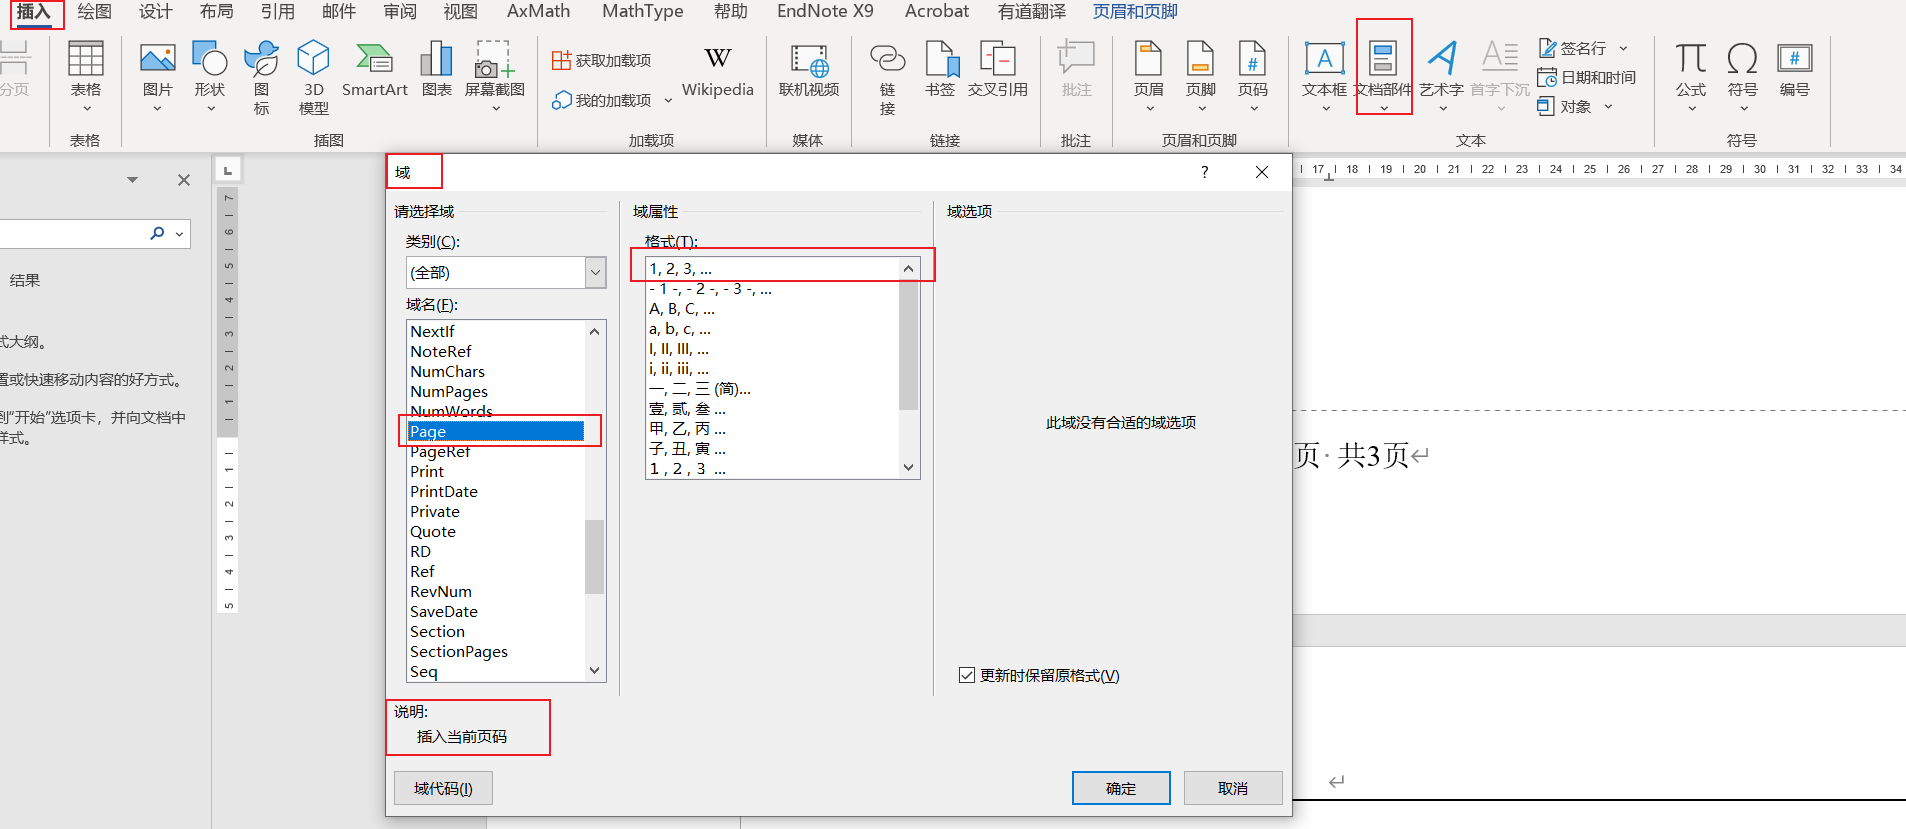 插入 绘图 设计 布局 引用 邮件 审阅 视图 AxMath MathType 帮助 EndNote X9 Acrobat 有道翻译 页眉和页脚
分页
表格
表格
图片
形状
图标
3D模型
SmartArt
图表
屏幕截图
插图
获取加载项
我的加载项
W
Wikipedia
加载项
联机视频
媒体
链接
书签
交叉引用
链接
批注
批注
页眉
页脚
页码
页眉和页脚
文本框
文档部件
艺术字
首字下沉
签名行
日期和时间
对象
文本
公式
符号
编号
符号
结果
式大纲。
置或快速移动内容的好方式。
到“开始”选项卡，并向文档中
样式。
7 6 5 4 3 2 1 1 2 3 4 5
17 18 19 20 21 22 23 24 25 26 27 28 29 30 31 32 33 34
域
?
请选择域
类别(C):
(全部)
域名(F):
NextIf
NoteRef
NumChars
NumPages
NumWords
Page
PageRef
Print
PrintDate
Private
Quote
RD
Ref
RevNum
SaveDate
Section
SectionPages
Seq
域属性
格式(T):
1, 2, 3, ...
- 1 -, - 2 -, - 3 -, ...
A, B, C, ...
a, b, c, ...
I, II, III, ...
i, ii, iii, ...
一, 二, 三 (简)...
壹, 贰, 叁 ...
甲, 乙, 丙 ...
子, 丑, 寅 ...
1 , 2 , 3 ...
域选项
此域没有合适的域选项
更新时保留原格式(V)
说明:
插入当前页码
域代码(I)
确定
取消
页· 共3页↵
↵